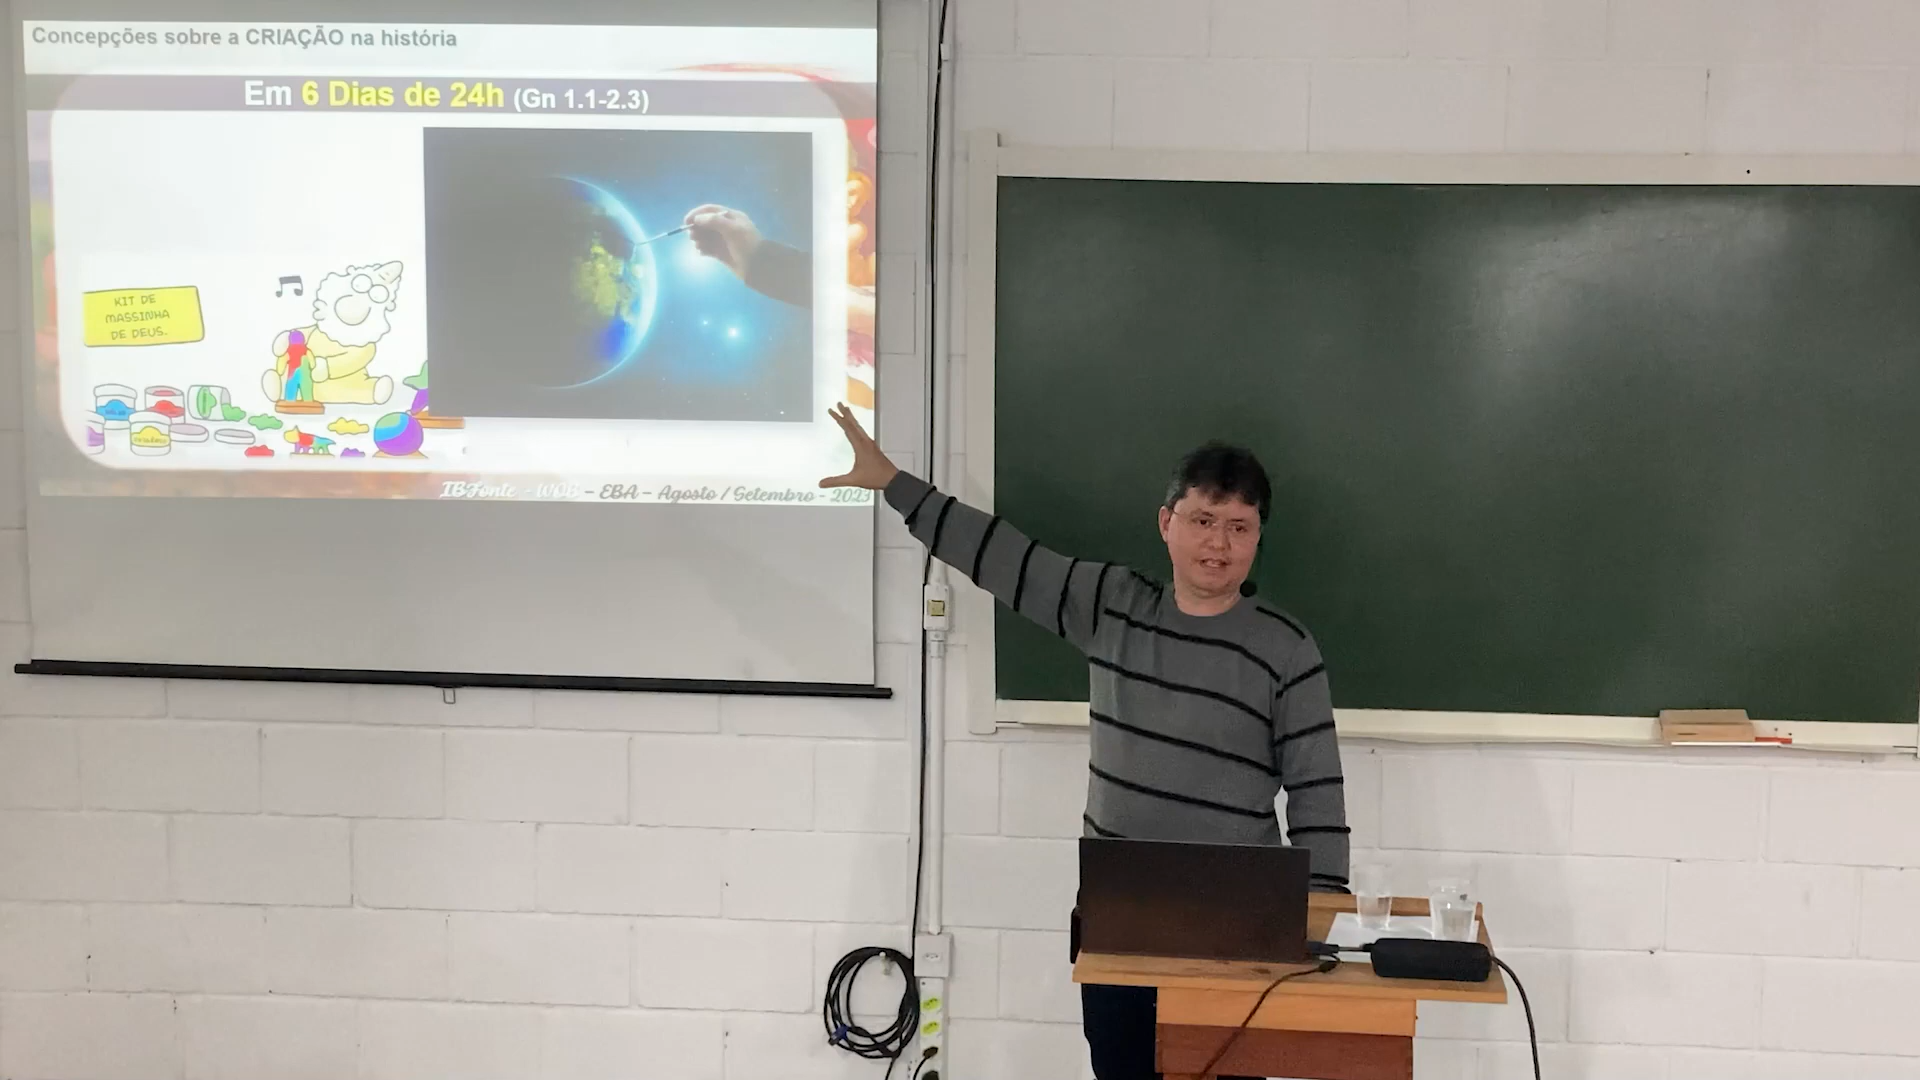 Concepções sobre a CRIAÇÃO na história
Em 6 Dias de 24h (Gn 1.1-2.3)
KIT DE
MASSINHA
DE DEUS.
IBFonte - WOB - EBA - Agosto / Setembro - 2023